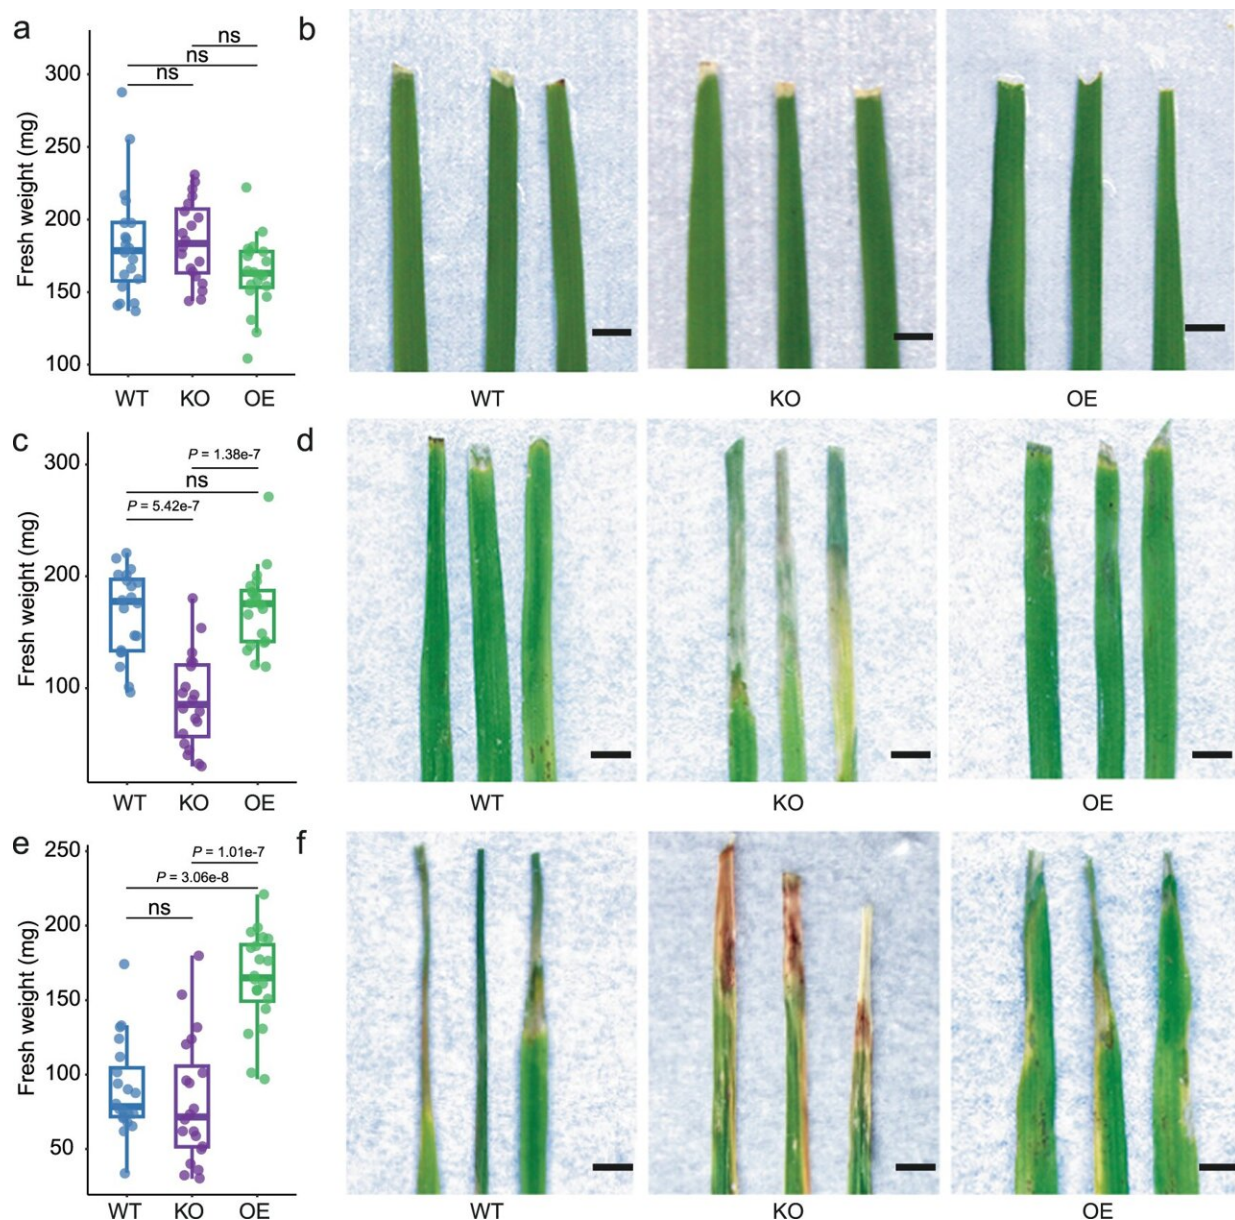 a
Fresh weight (mg)
300
250
200
150
100
ns
ns
ns
WT
KO
OE
b
WT
KO
OE
c
Fresh weight (mg)
300
200
100
P = 1.38e-7
ns
P = 5.42e-7
WT
KO
OE
d
WT
KO
OE
e
Fresh weight (mg)
250
200
150
100
50
P = 1.01e-7
P = 3.06e-8
ns
WT
KO
OE
f
WT
KO
OE